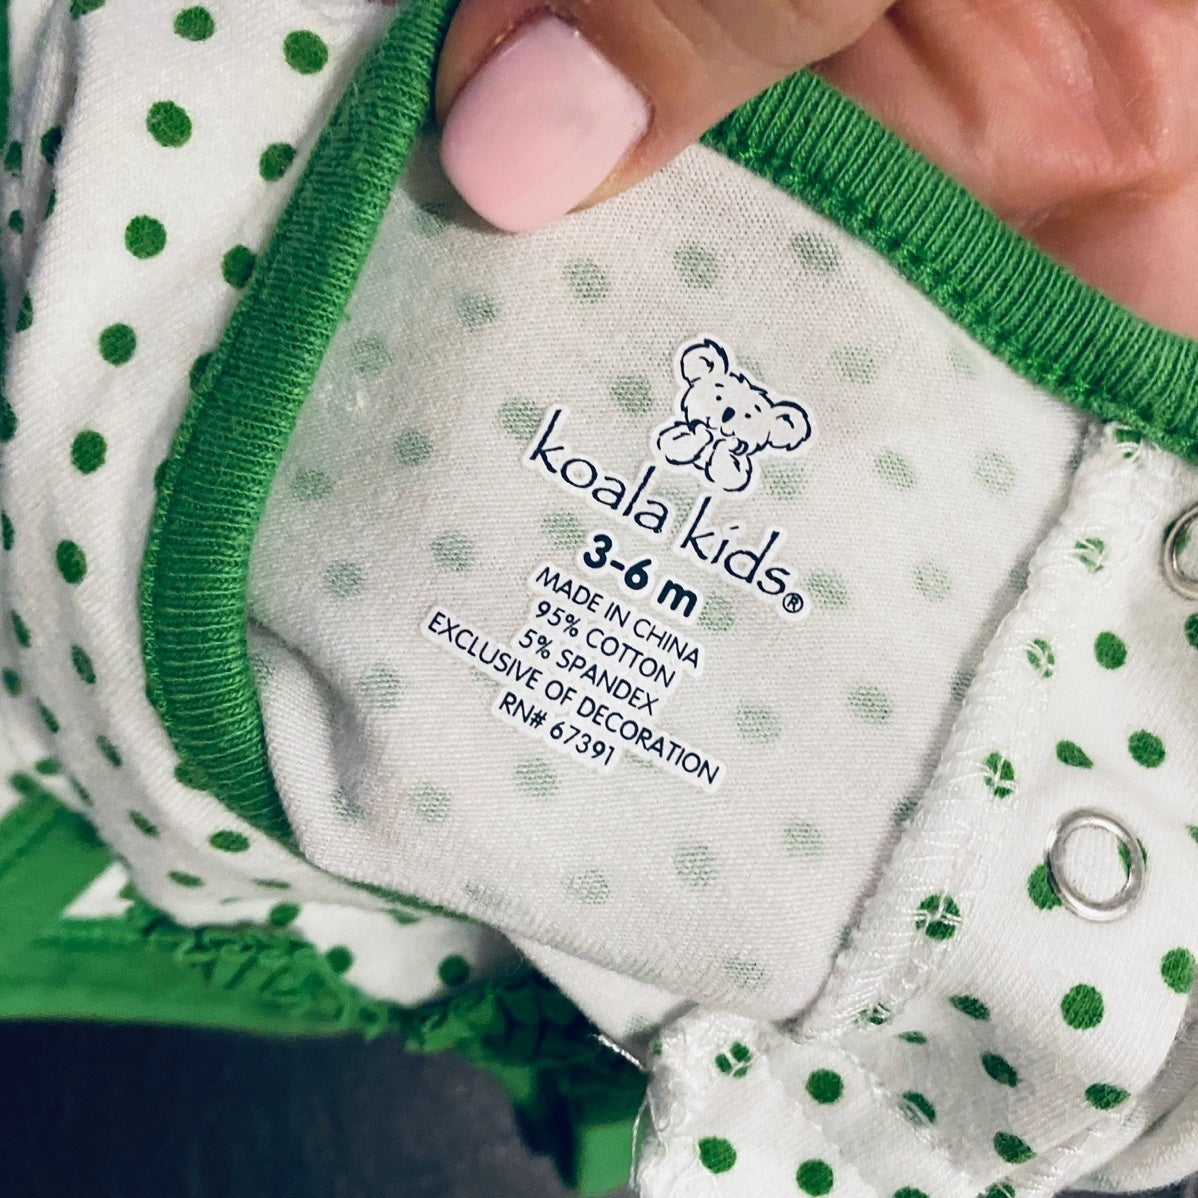 koala kids®
3-6 m
MADE IN CHINA
95% COTTON
5% SPANDEX
EXCLUSIVE OF DECORATION
RN# 67391